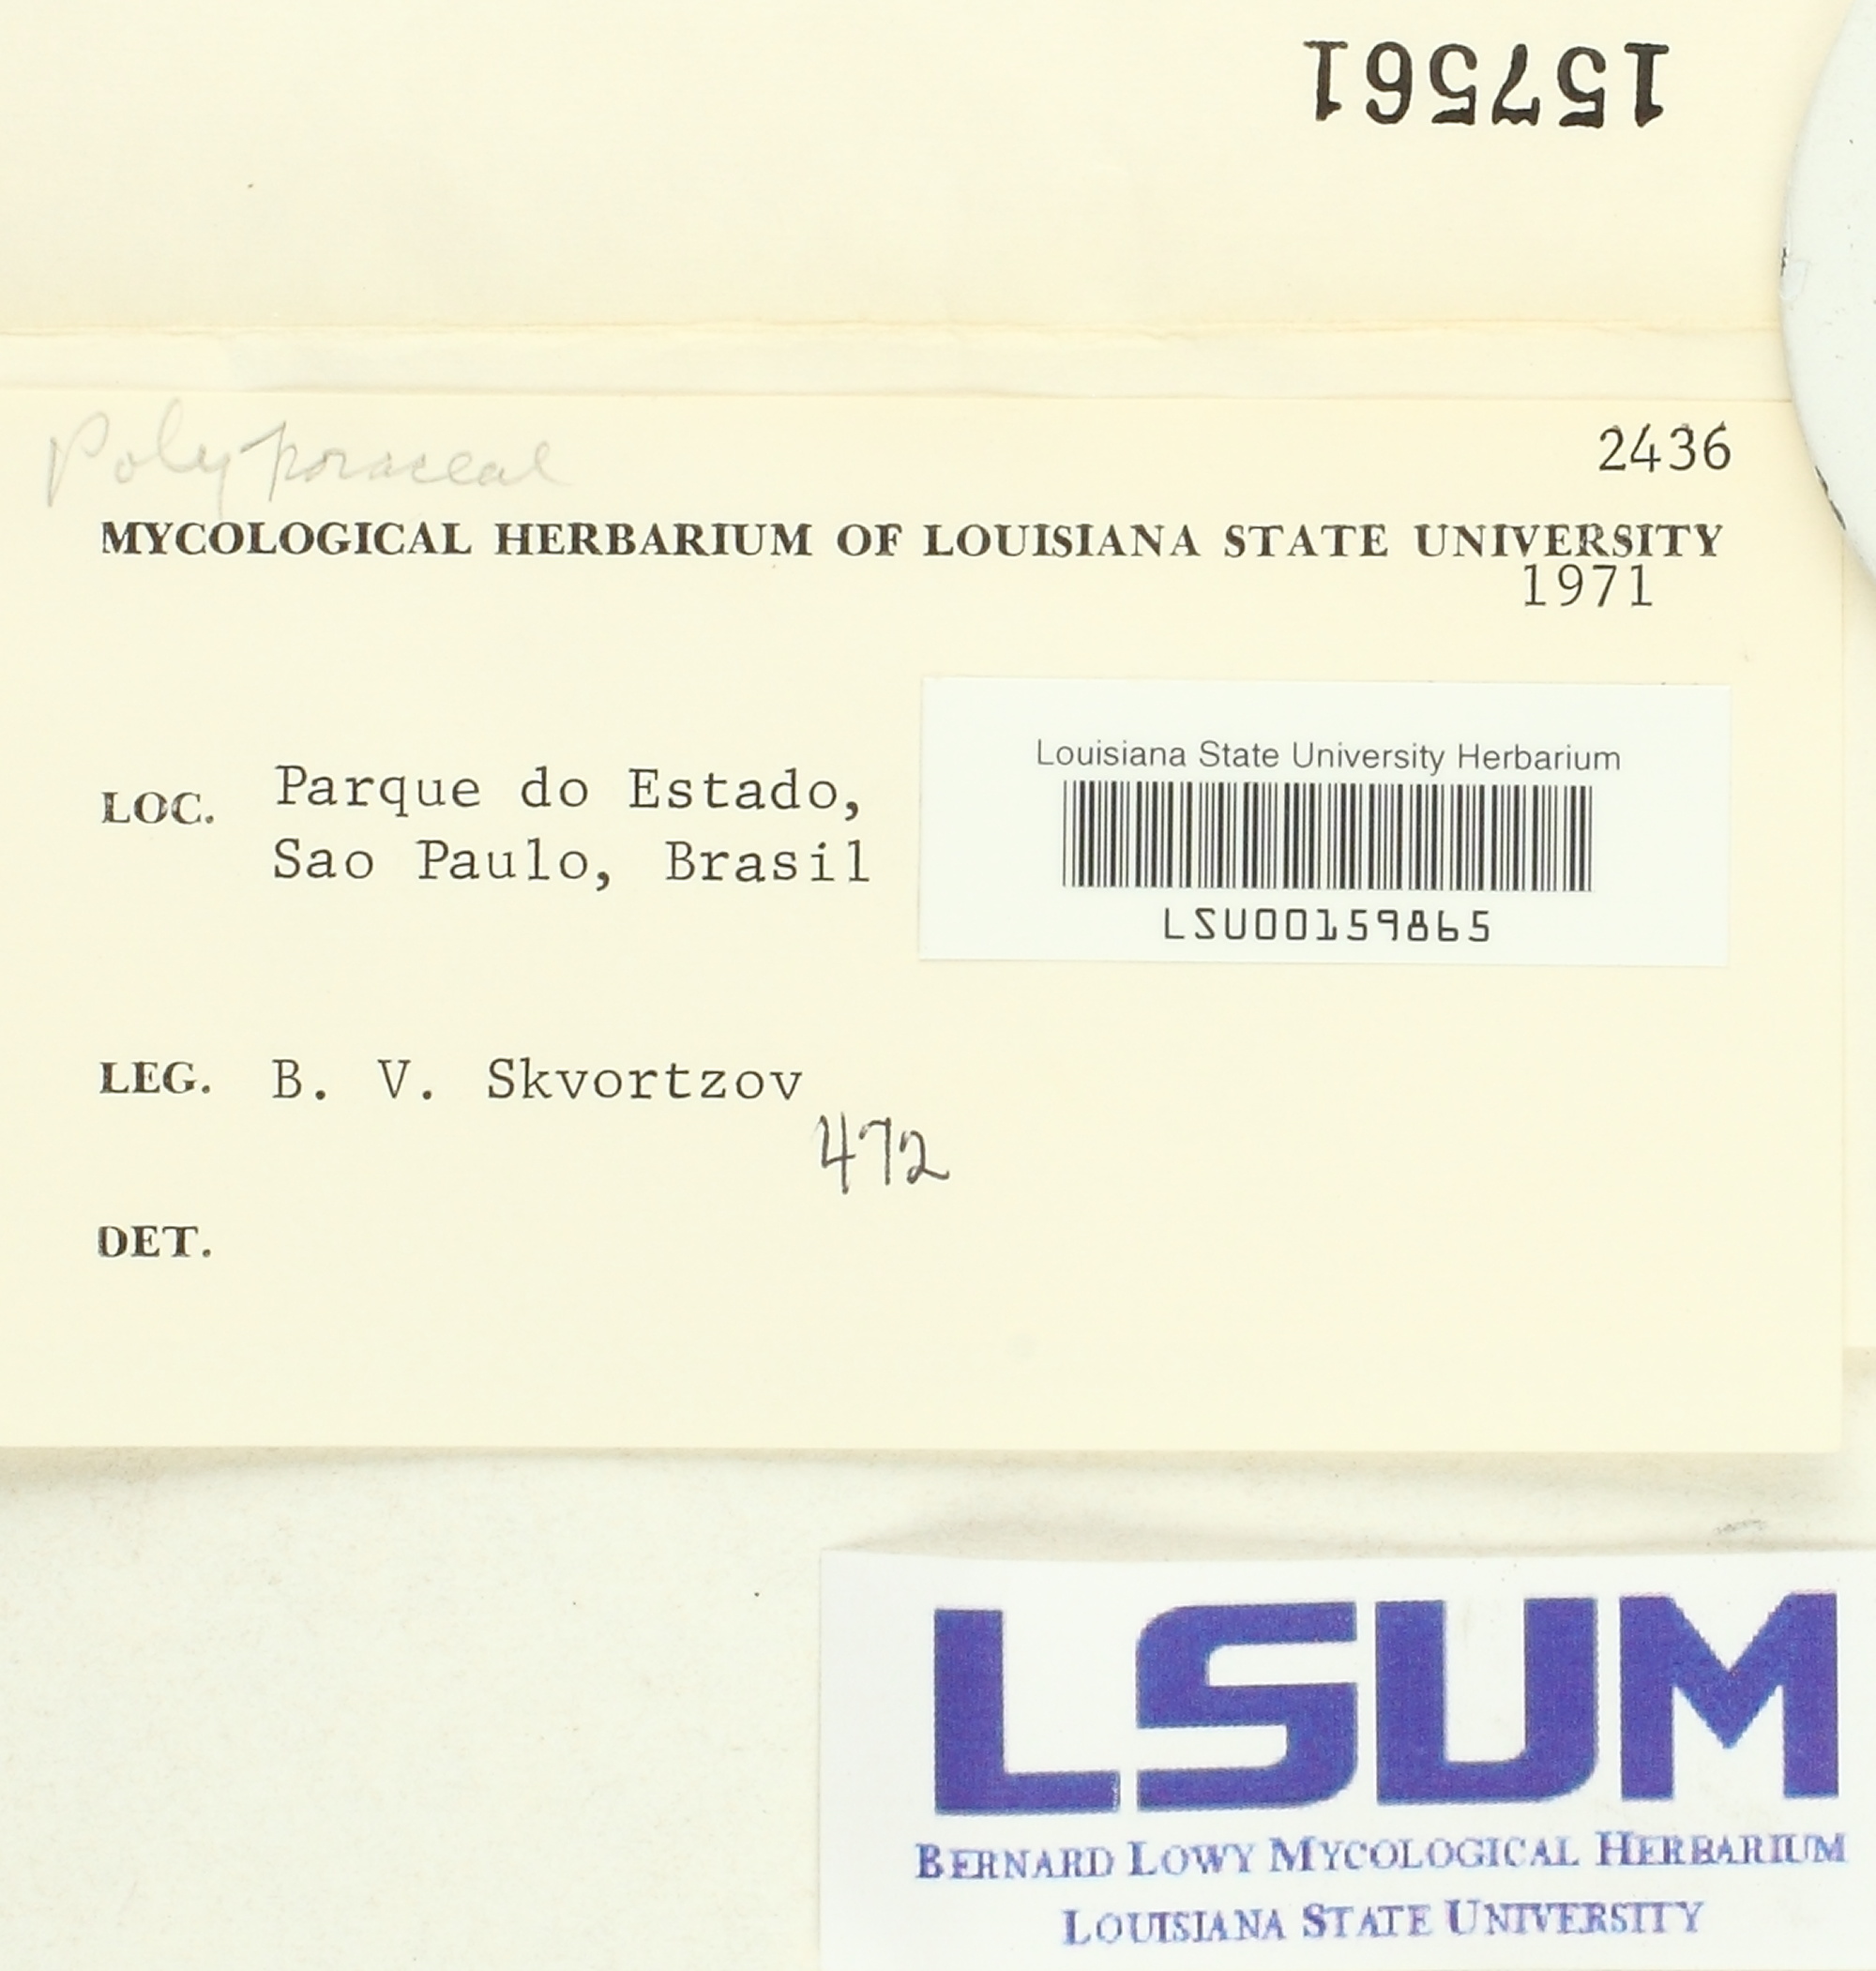 157561
Polyporaceae
2436
MYCOLOGICAL HERBARIUM OF LOUISIANA STATE UNIVERSITY
1971
Louisiana State University Herbarium
LSU00159865
LOC. Parque do Estado,
Sao Paulo, Brasil
LEG. B. V. Skvortzov
472
DET.
LSUM
BERNARD LOWY MYCOLOGICAL HERBARIUM
LOUISIANA STATE UNIVERSITY